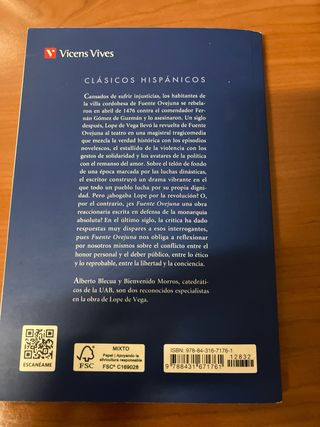 V
Vicens Vives
CLÁSICOS HISPÁNICOS
Cansados de sufrir injusticias, los habitantes de
la villa cordobesa de Fuente Ovejuna se rebela-
ron en abril de 1476 contra el comendador Fer-
nán Gómez de Guzmán y lo asesinaron. Un siglo
después, Lope de Vega llevó la revuelta de Fuente
Ovejuna al teatro en una magistral tragicomedia
que mezcla la verdad histórica con los episodios
novelescos, el estallido de la violencia con los
gestos de solidaridad y los avatares de la política
con el remanso del amor. Sobre el telón de fondo
de una época marcada por las luchas dinásticas,
el escritor construyó un drama vibrante en el
que todo un pueblo lucha por su propia digni-
dad. Pero ¿abogaba Lope por la revolución? O,
por el contrario, ¿es Fuente Ovejuna una obra
reaccionaria escrita en defensa de la monarquía
absoluta? En el último siglo, la crítica ha dado
respuestas muy dispares a esos interrogantes,
pues Fuente Ovejuna nos obliga a reflexionar
por nosotros mismos sobre el conflicto entre el
honor personal y el deber público, entre lo ético
y lo reprobable, entre la libertad y la conciencia.
Alberto Blecua y Bienvenido Morros, catedráti-
cos de la UAB, son dos reconocidos especialistas
en la obra de Lope de Vega.
ESCANÉAME
FSC
MIXTO
Papel | Apoyando la
silvicultura responsable
FSC® C169028
ISBN: 978-84-316-7176-1
12832
9 788431 671761